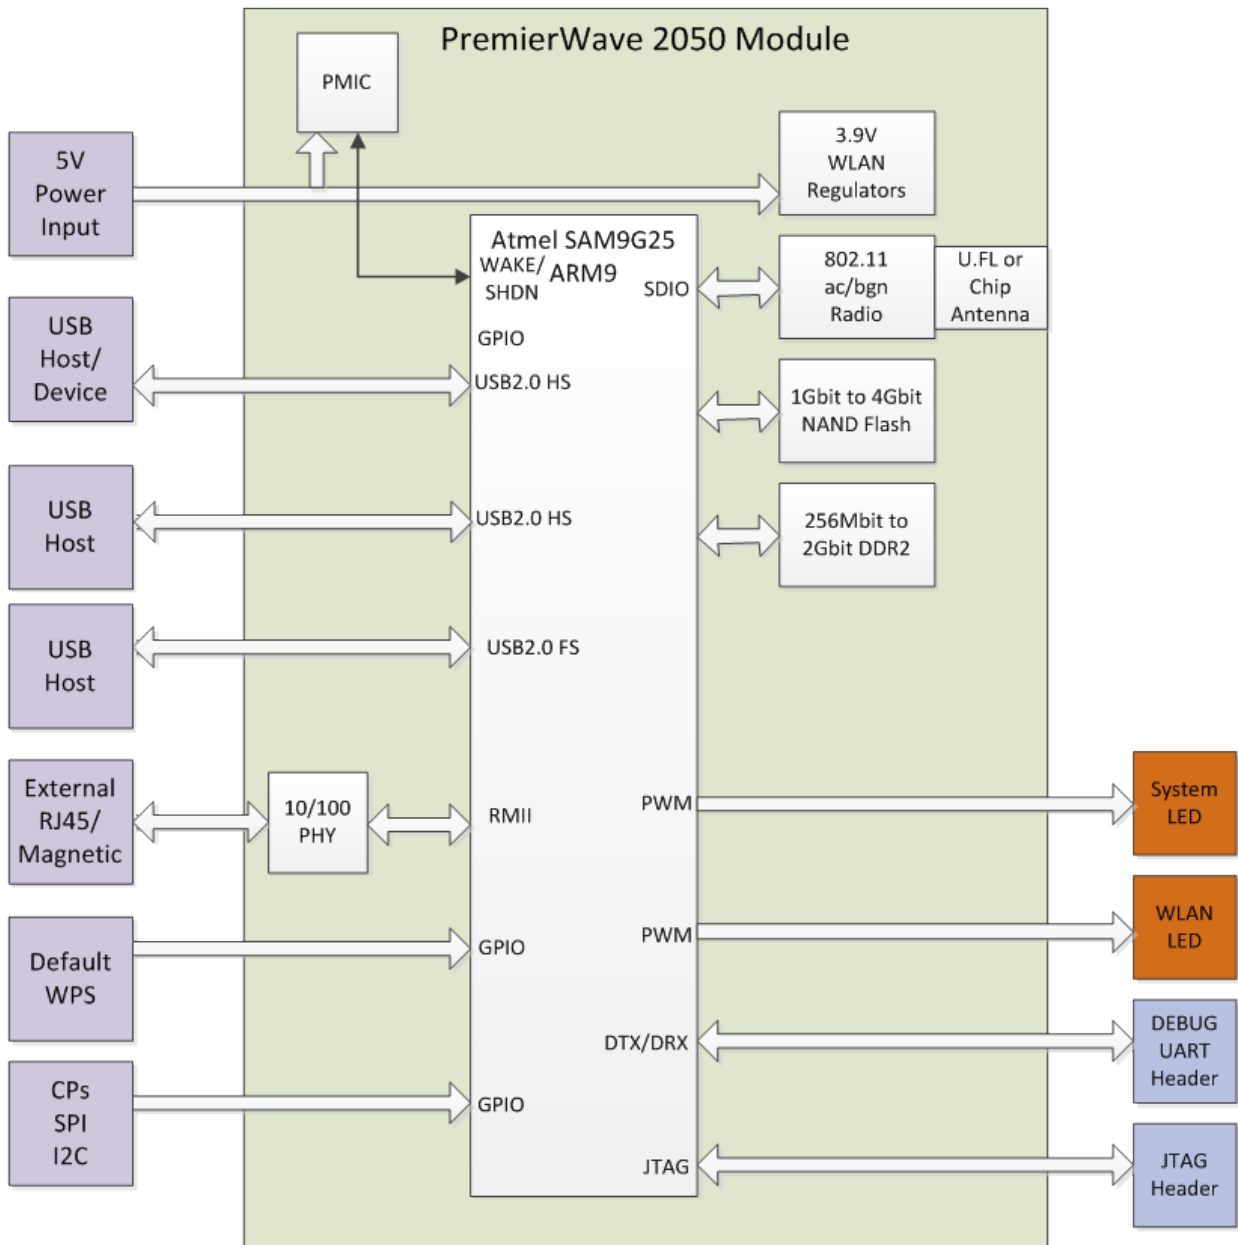 PremierWave 2050 Module
PMIC
5V
Power
Input
3.9V
WLAN
Regulators
Atmel SAM9G25
ARM9
WAKE/
SHDN
SDIO
802.11
ac/bgn
Radio
U.FL or
Chip
Antenna
GPIO
USB
Host/
Device
USB2.0 HS
1Gbit to 4Gbit
NAND Flash
USB
Host
USB2.0 HS
256Mbit to
2Gbit DDR2
USB
Host
USB2.0 FS
External
RJ45/
Magnetic
10/100
PHY
RMII
PWM
System
LED
Default
WPS
GPIO
PWM
WLAN
LED
DTX/DRX
DEBUG
UART
Header
CPs
SPI
I2C
GPIO
JTAG
JTAG
Header